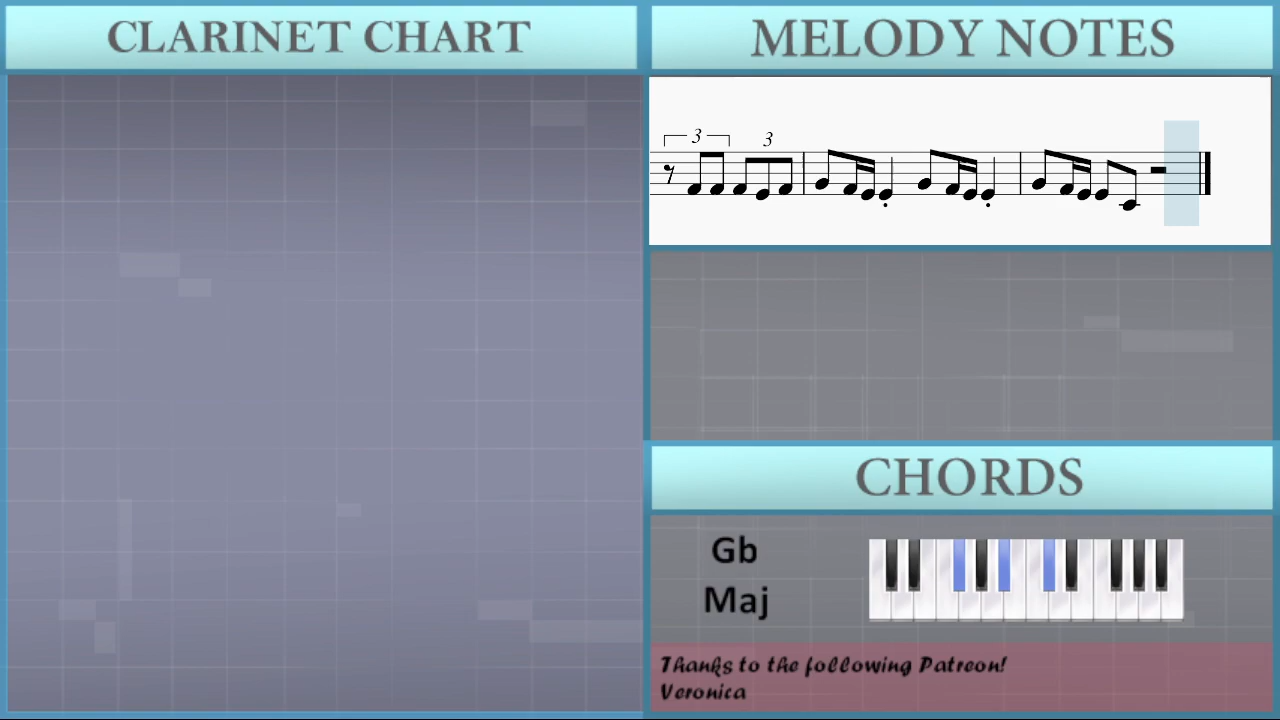 CLARINET CHART
MELODY NOTES
3 3
CHORDS
Gb
Maj
Thanks to the following Patreon!
Veronica